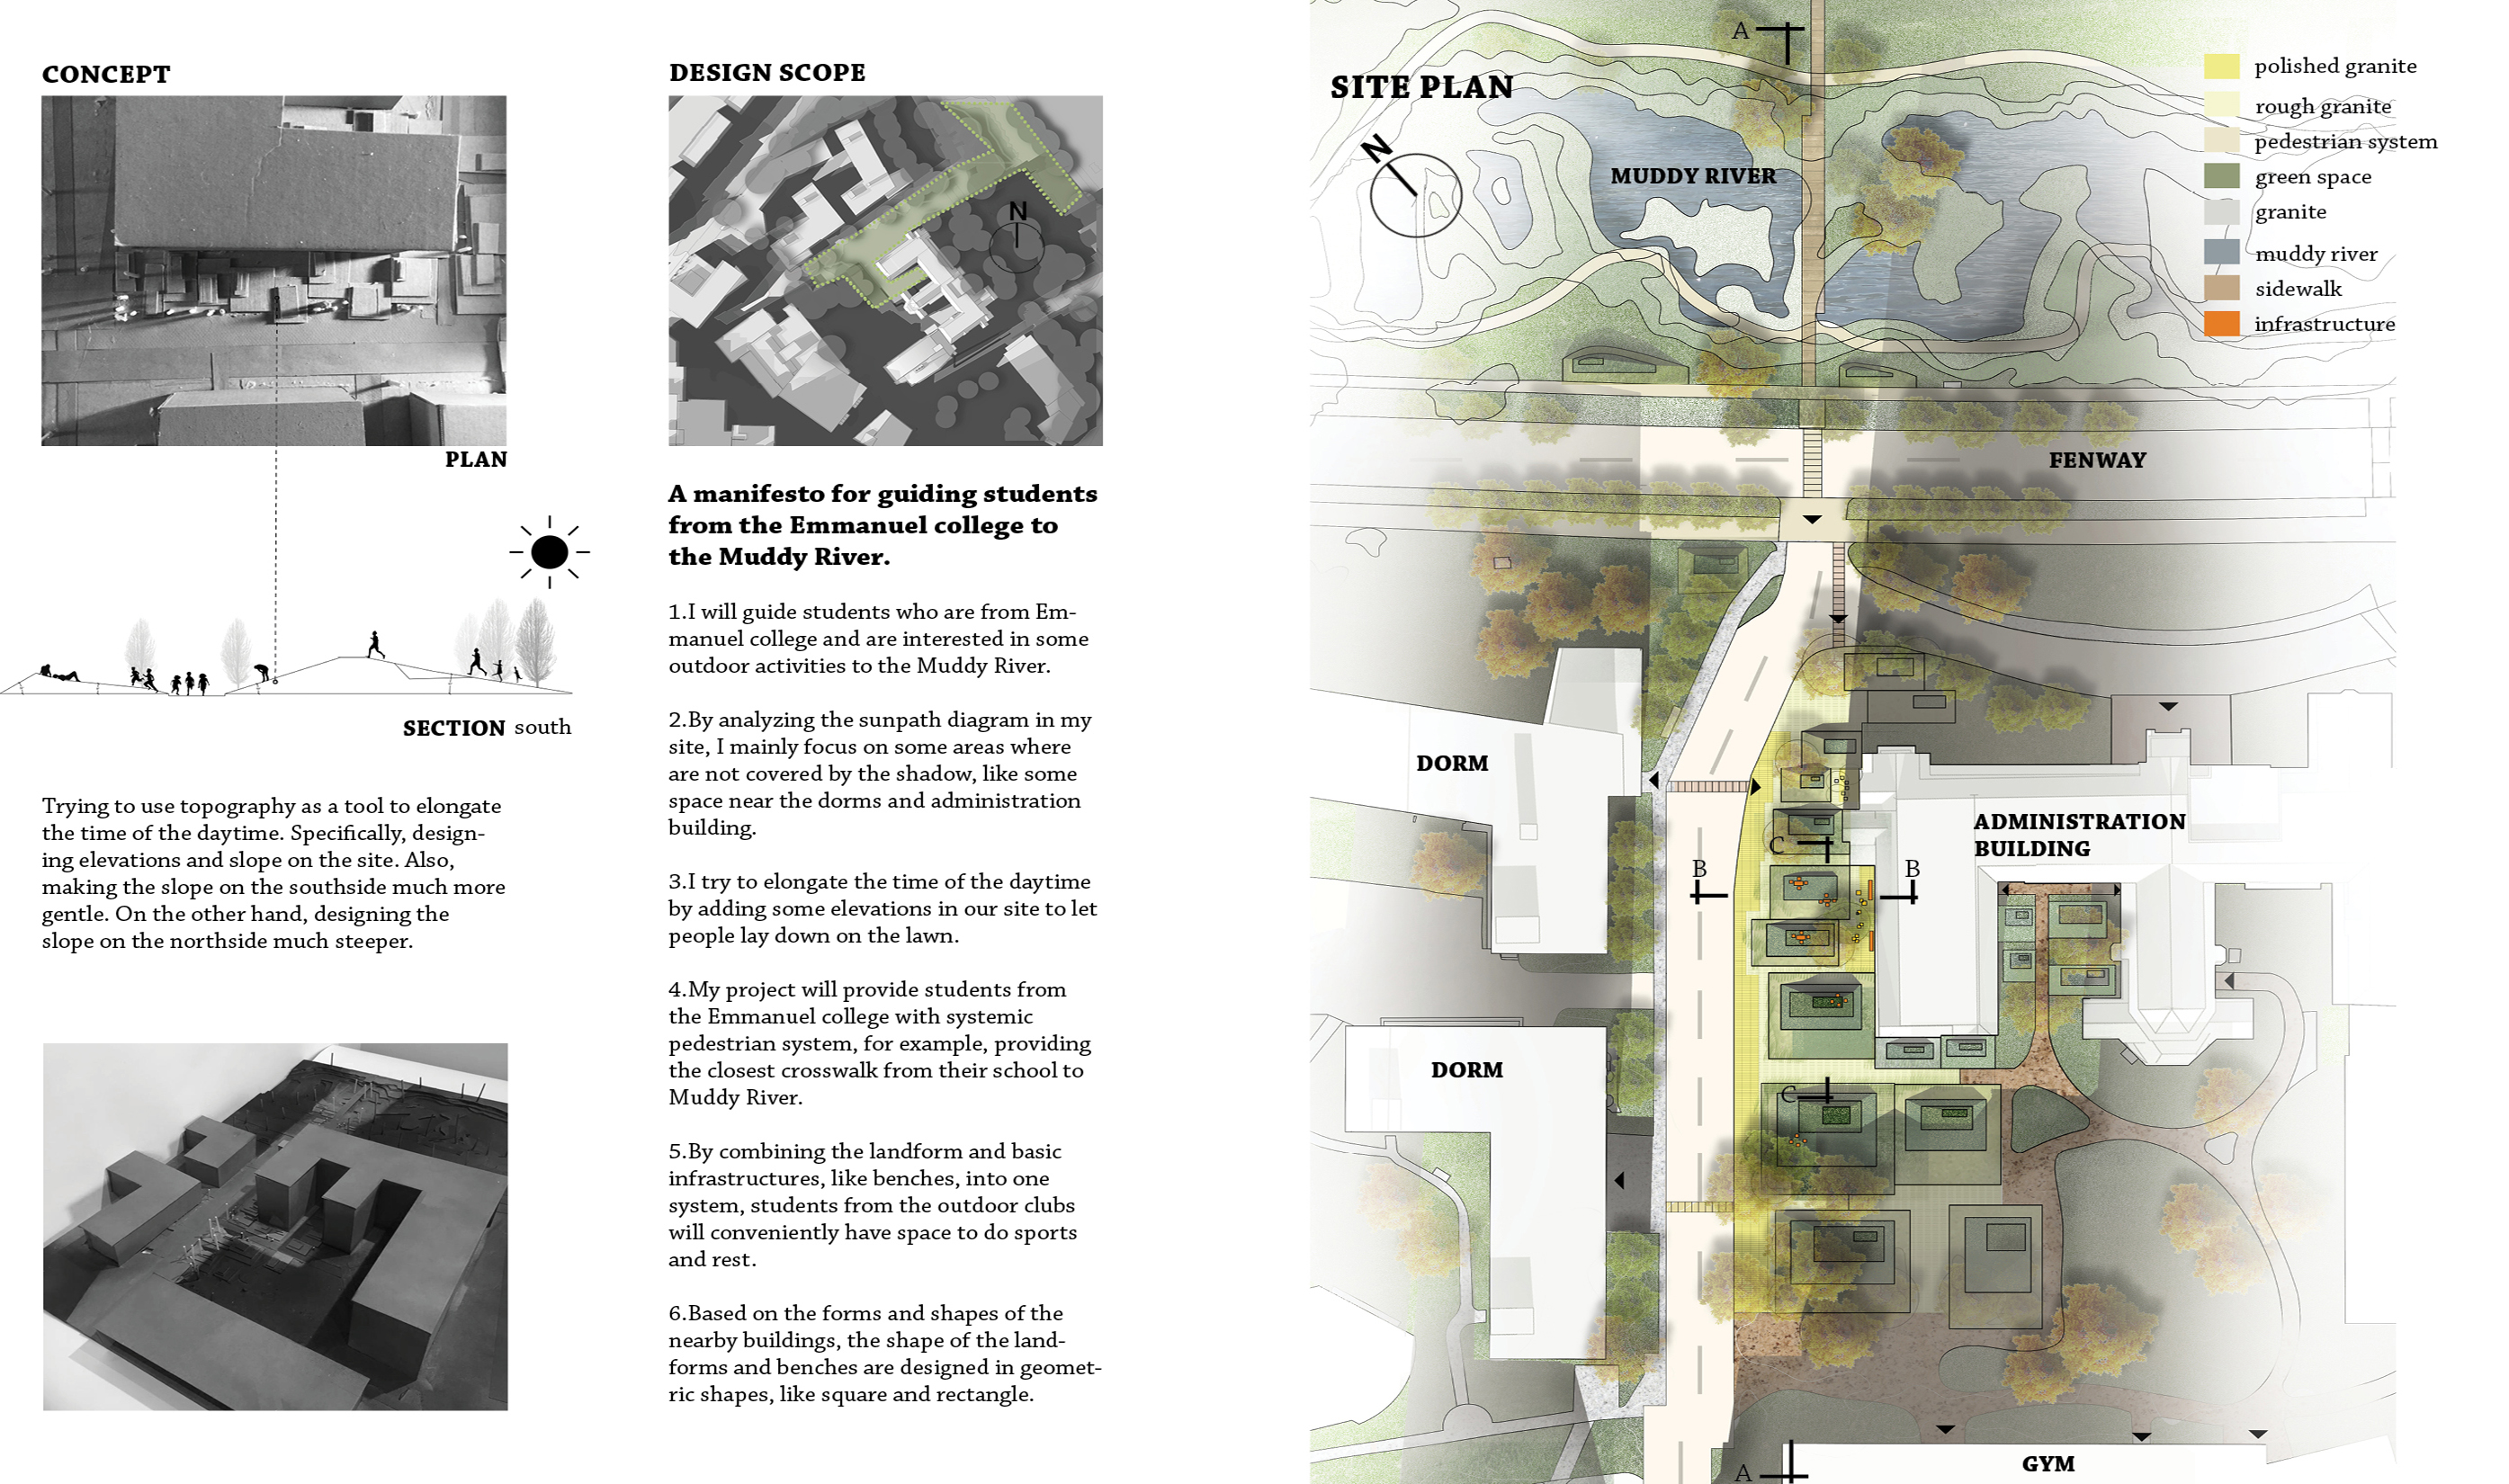 CONCEPT
PLAN
SECTION south
Trying to use topography as a tool to elongate
the time of the daytime. Specifically, design-
ing elevations and slope on the site. Also,
making the slope on the southside much more
gentle. On the other hand, designing the
slope on the northside much steeper.
DESIGN SCOPE
N
A manifesto for guiding students
from the Emmanuel college to
the Muddy River.
1.I will guide students who are from Em-
manuel college and are interested in some
outdoor activities to the Muddy River.
2.By analyzing the sunpath diagram in my
site, I mainly focus on some areas where
are not covered by the shadow, like some
space near the dorms and administration
building.
3.I try to elongate the time of the daytime
by adding some elevations in our site to let
people lay down on the lawn.
4.My project will provide students from
the Emmanuel college with systemic
pedestrian system, for example, providing
the closest crosswalk from their school to
Muddy River.
5.By combining the landform and basic
infrastructures, like benches, into one
system, students from the outdoor clubs
will conveniently have space to do sports
and rest.
6.Based on the forms and shapes of the
nearby buildings, the shape of the land-
forms and benches are designed in geomet-
ric shapes, like square and rectangle.
SITE PLAN
N
A
MUDDY RIVER
polished granite
rough granite
pedestrian system
green space
granite
muddy river
sidewalk
infrastructure
FENWAY
DORM
ADMINISTRATION
BUILDING
C
B
B
DORM
C
A
GYM